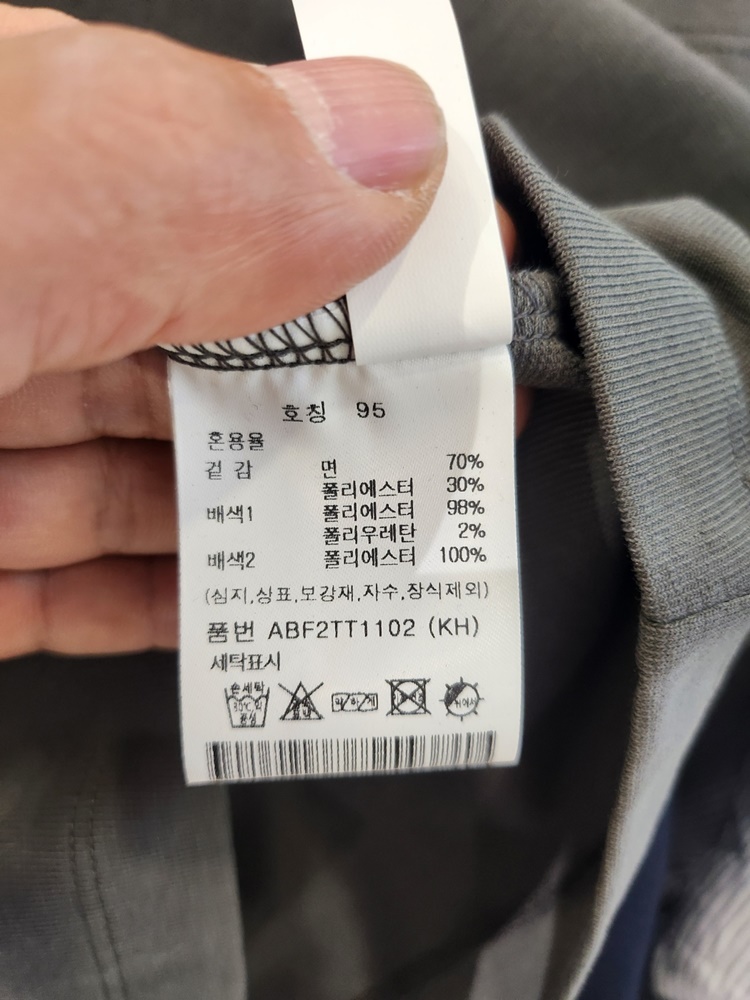 호칭 95
혼용율
겉 감 면 70%
폴리에스터 30%
배색1 폴리에스터 98%
폴리우레탄 2%
배색2 폴리에스터 100%
(심지,상표,보강재,자수,장식제외)
품번 ABF2TT1102 (KH)
세탁표시
손세탁
30℃
중성